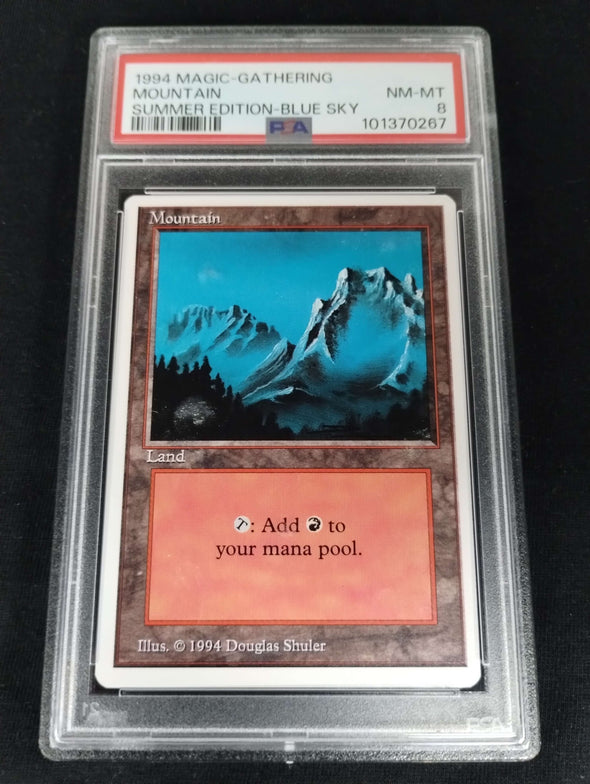 1994 MAGIC-GATHERING
MOUNTAIN NM-MT
SUMMER EDITION-BLUE SKY 8
PSA 101370267
Mountain
Land
T: Add to
your mana pool.
Illus. © 1994 Douglas Shuler
PSA